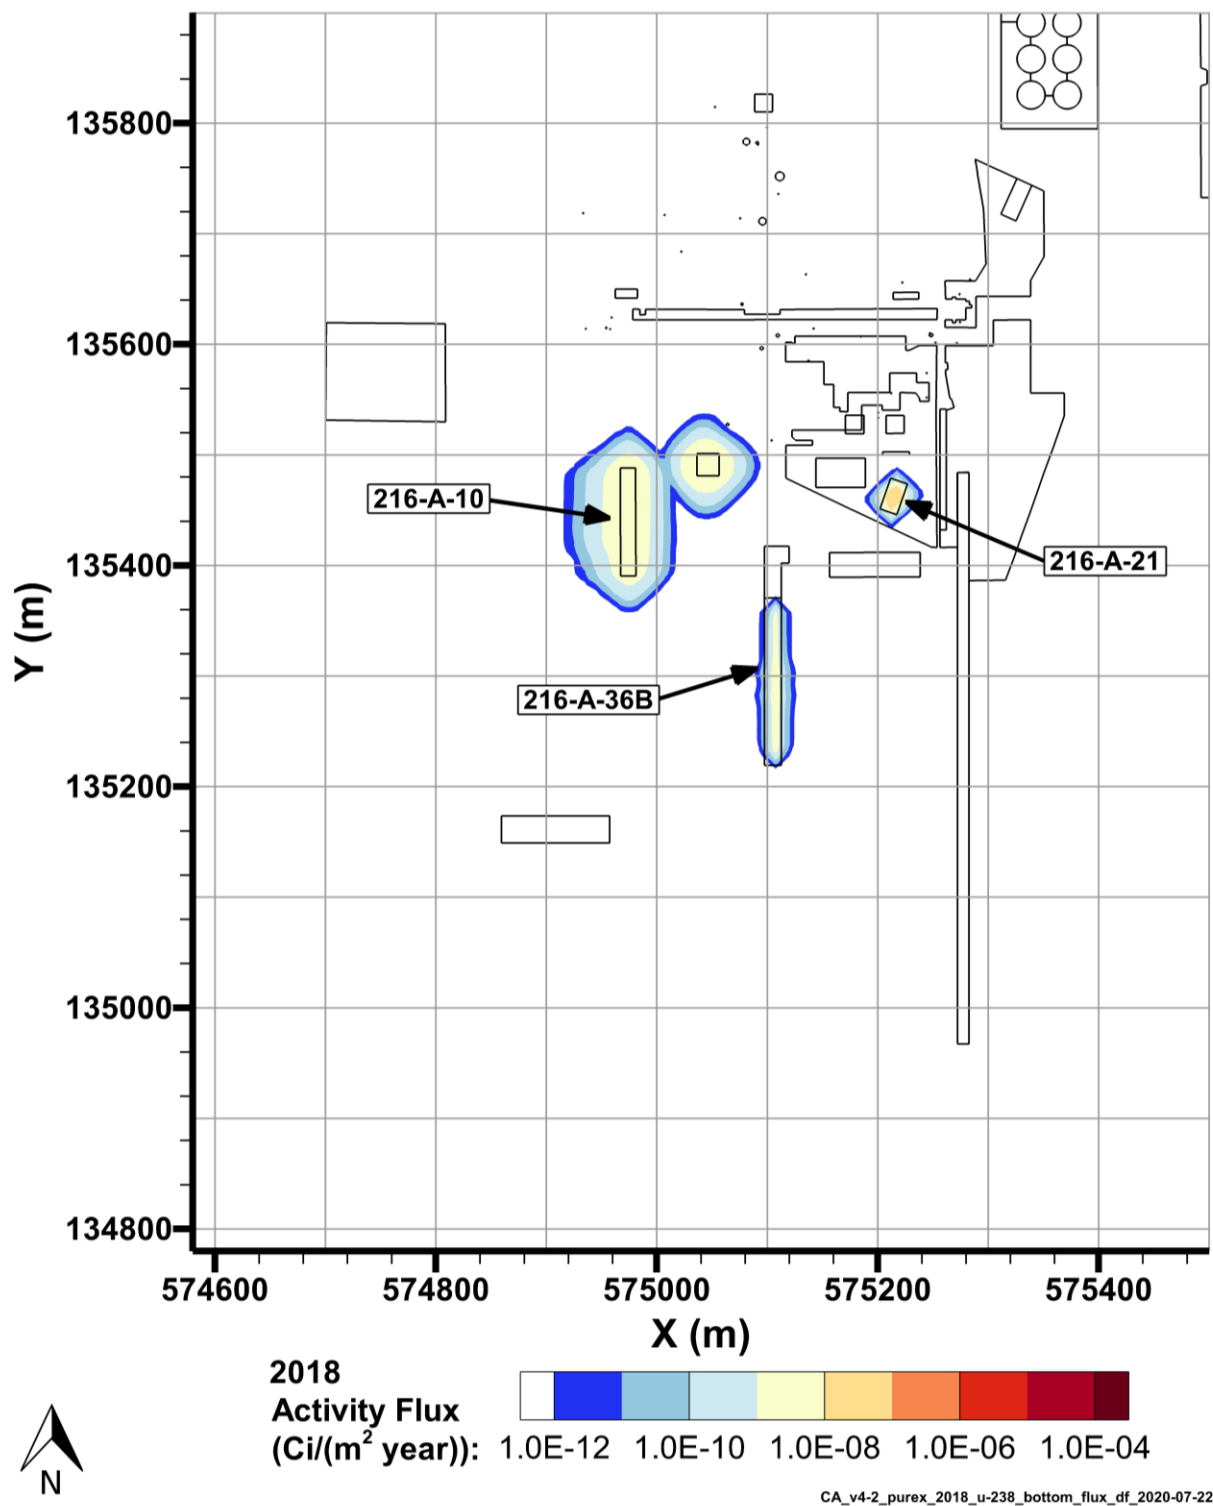 135800
135600
135400
135200
135000
134800
Y (m)
216-A-10
216-A-21
216-A-36B
574600 574800 575000 575200 575400
X (m)
2018
Activity Flux
(Ci/(m² year)): 1.0E-12 1.0E-10 1.0E-08 1.0E-06 1.0E-04
N
CA_v4-2_purex_2018_u-238_bottom_flux_df_2020-07-22